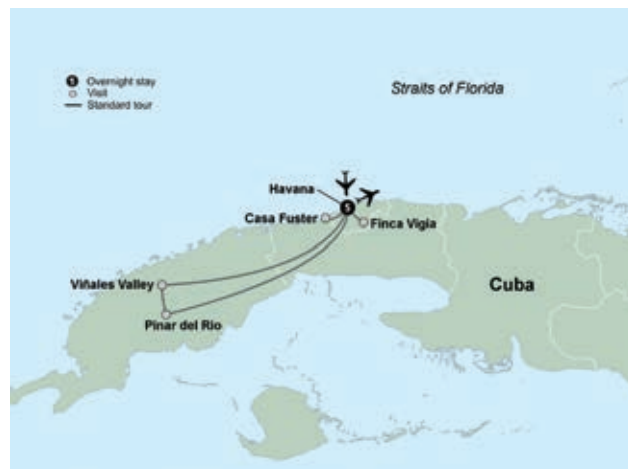 Overnight stay
Visit
Standard tour
Straits of Florida
Havana
Casa Fuster
Finca Vigia
Viñales Valley
Cuba
Pinar del Rio